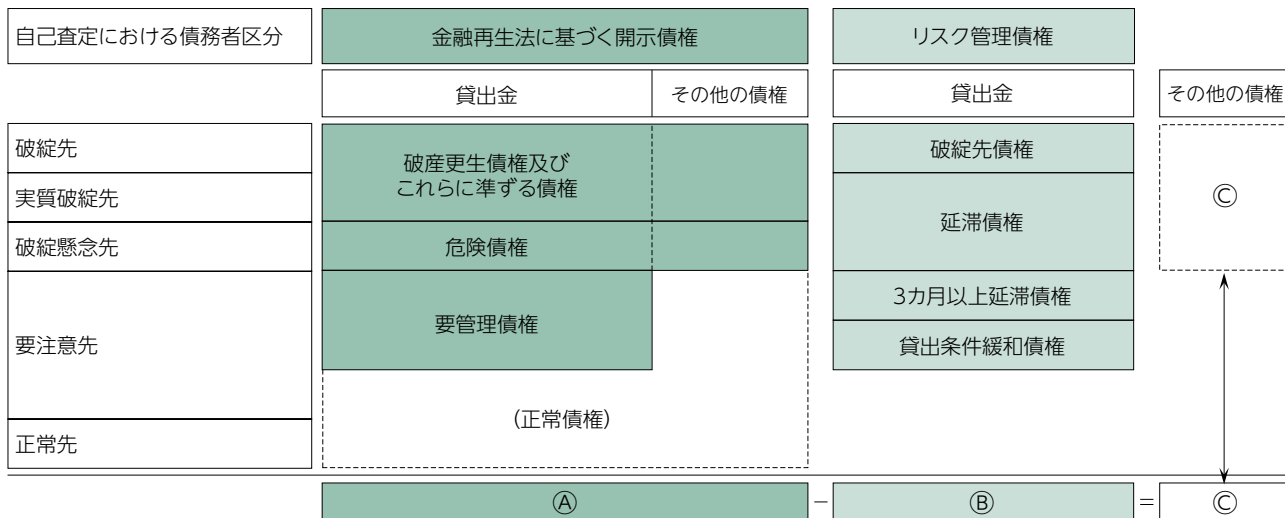 自己査定における債務者区分
金融再生法に基づく開示債権
リスク管理債権
貸出金
その他の債権
貸出金
その他の債権
破綻先
破産更生債権及び
これらに準ずる債権
破綻先債権
実質破綻先
延滞債権
Ⓒ
破綻懸念先
危険債権
要注意先
要管理債権
3カ月以上延滞債権
貸出条件緩和債権
(正常債権)
正常先
Ⓐ − Ⓑ = Ⓒ